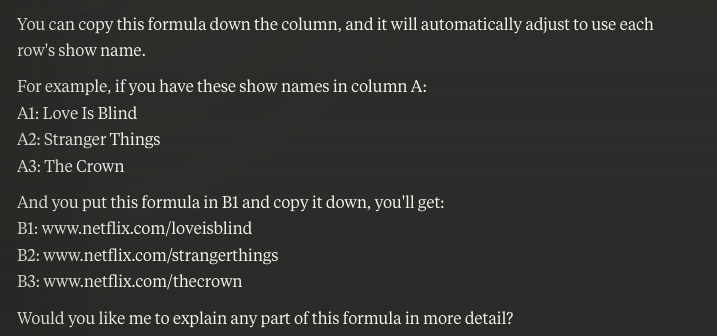 You can copy this formula down the column, and it will automatically adjust to use each
row's show name.
For example, if you have these show names in column A:
A1: Love Is Blind
A2: Stranger Things
A3: The Crown
And you put this formula in B1 and copy it down, you'll get:
B1: www.netflix.com/loveisblind
B2: www.netflix.com/strangerthings
B3: www.netflix.com/thecrown
Would you like me to explain any part of this formula in more detail?